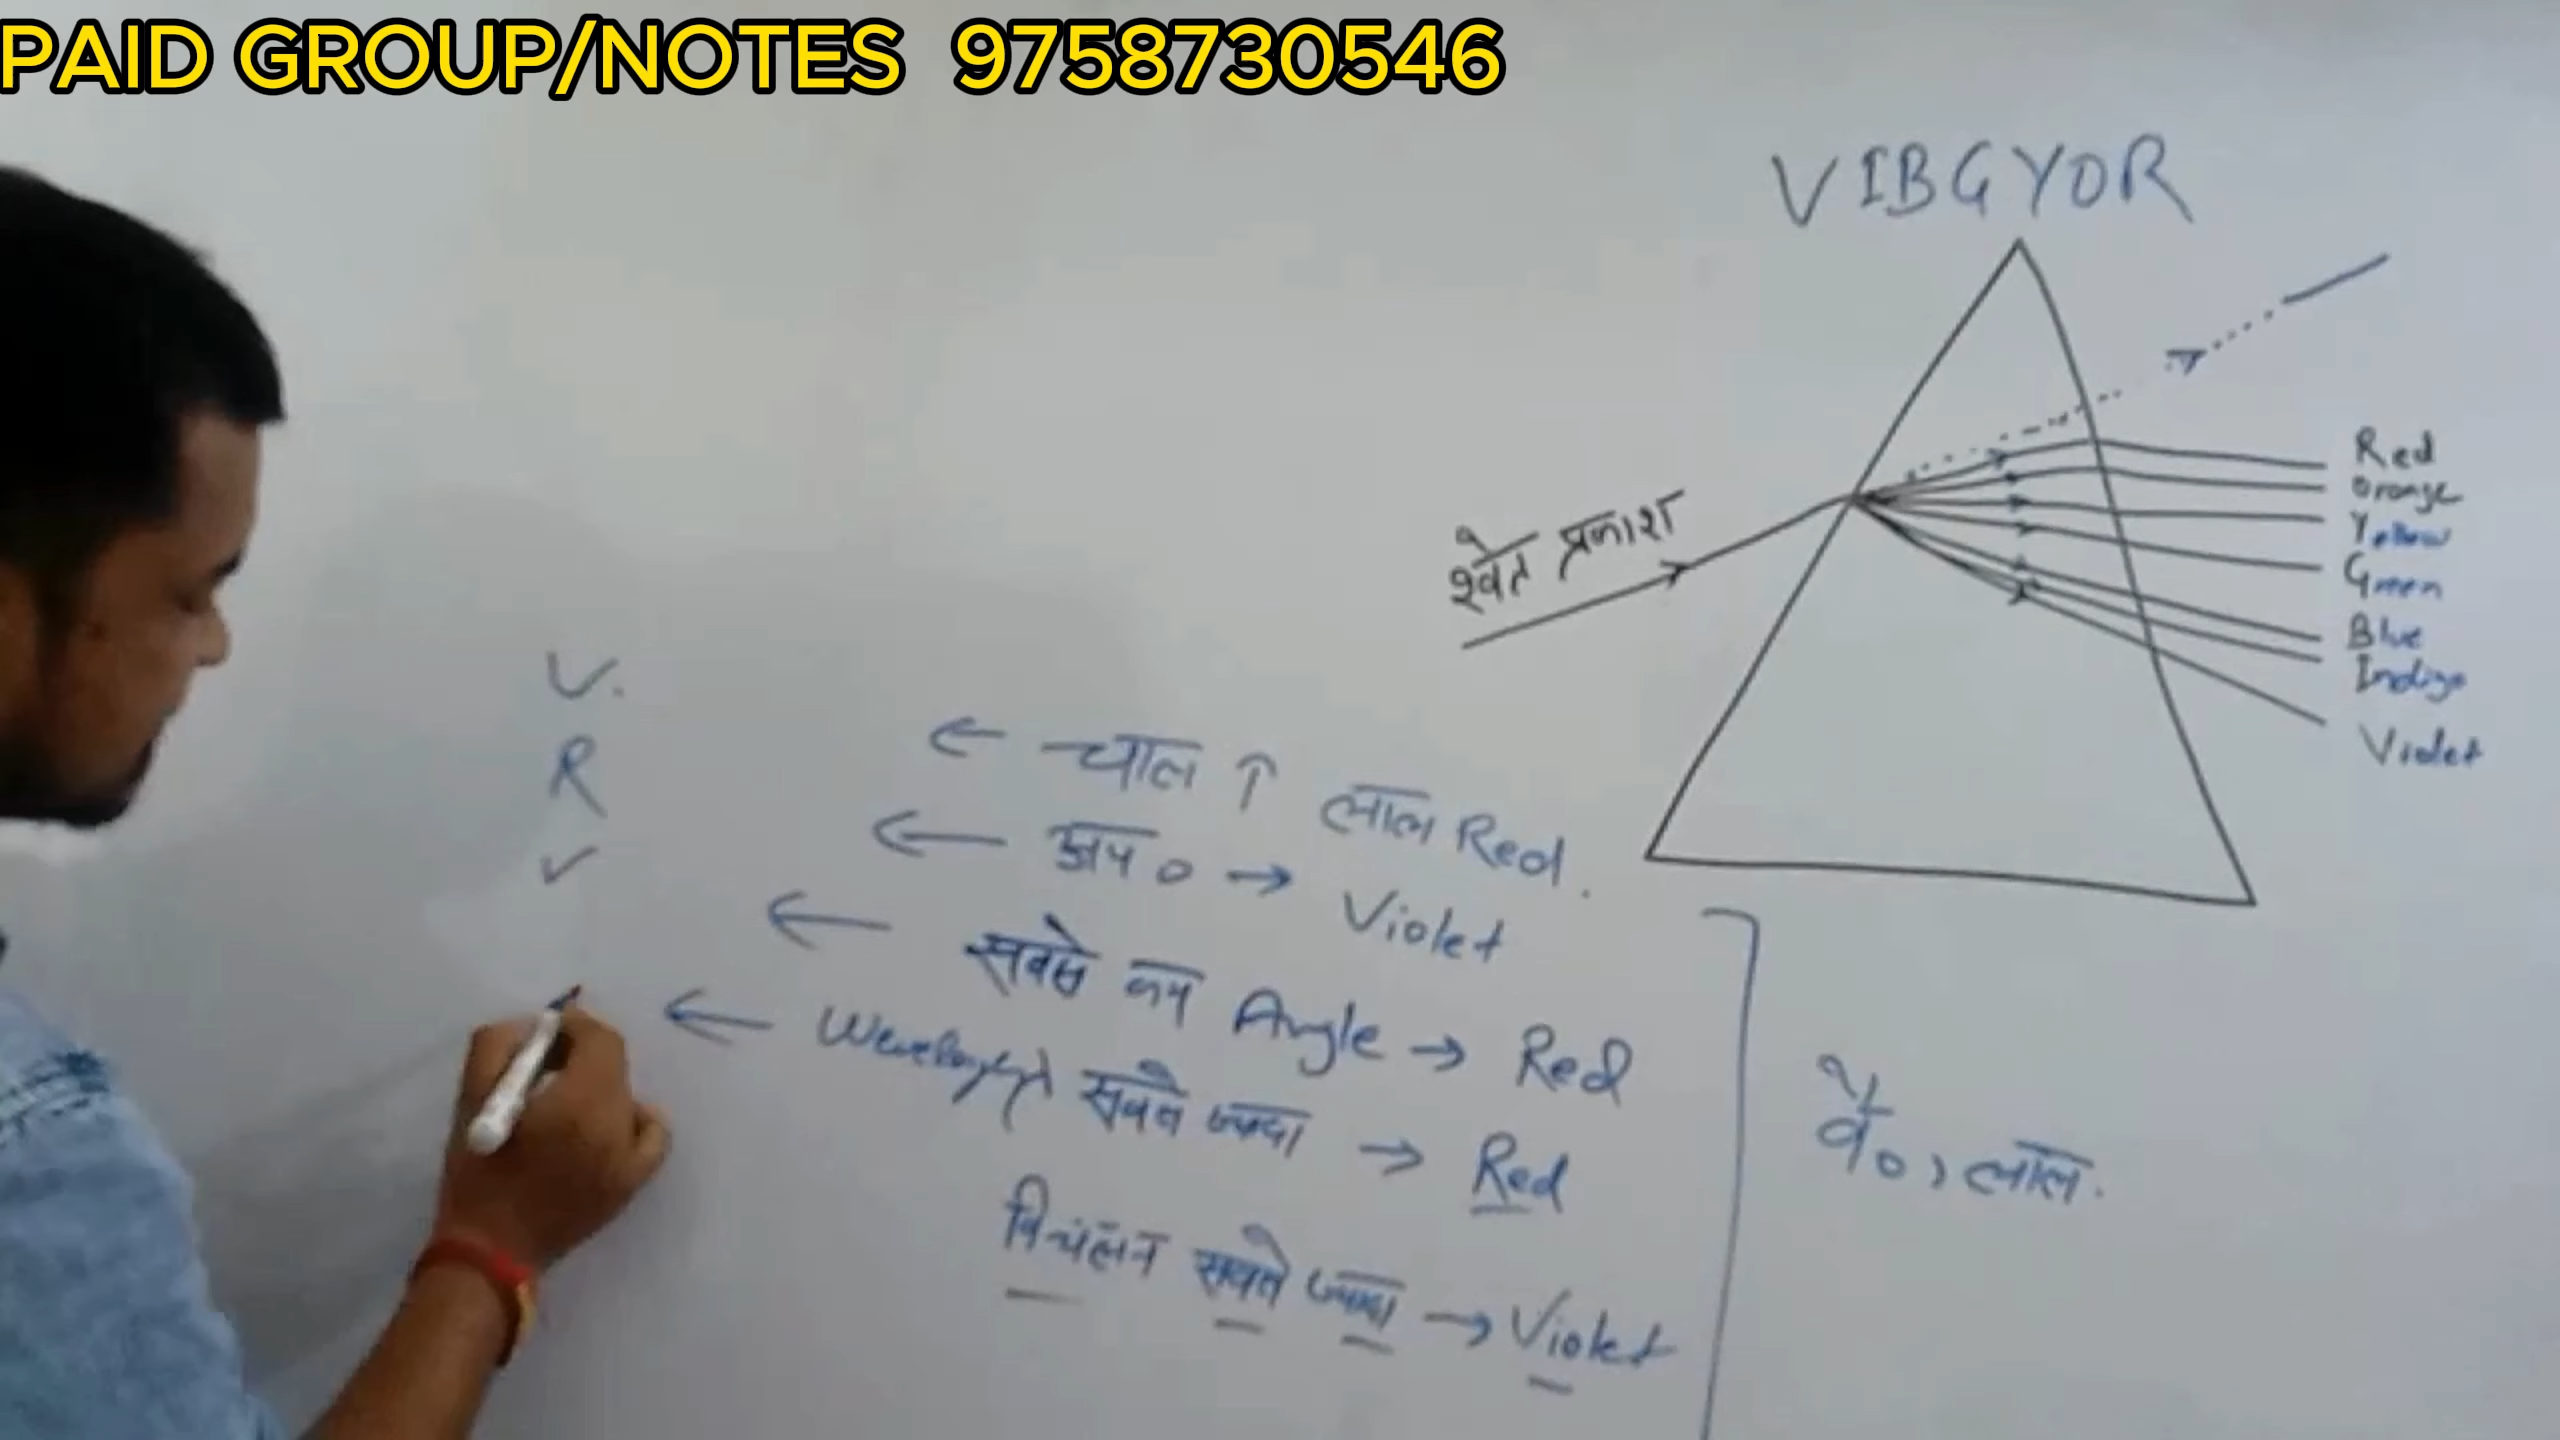 PAID GROUP/NOTES 9758730546
VIBGYOR
श्वेत प्रकाश
Red
Orange
Yellow
Green
Blue
Indigo
Violet
V.
R
V
← चाल ↑ लाल Red.
← अप० → Violet
← सबसे कम Angle → Red
← सबसे ज्यादा → Red
विचलन सबसे ज्यादा → Violet
बै०, लाल.